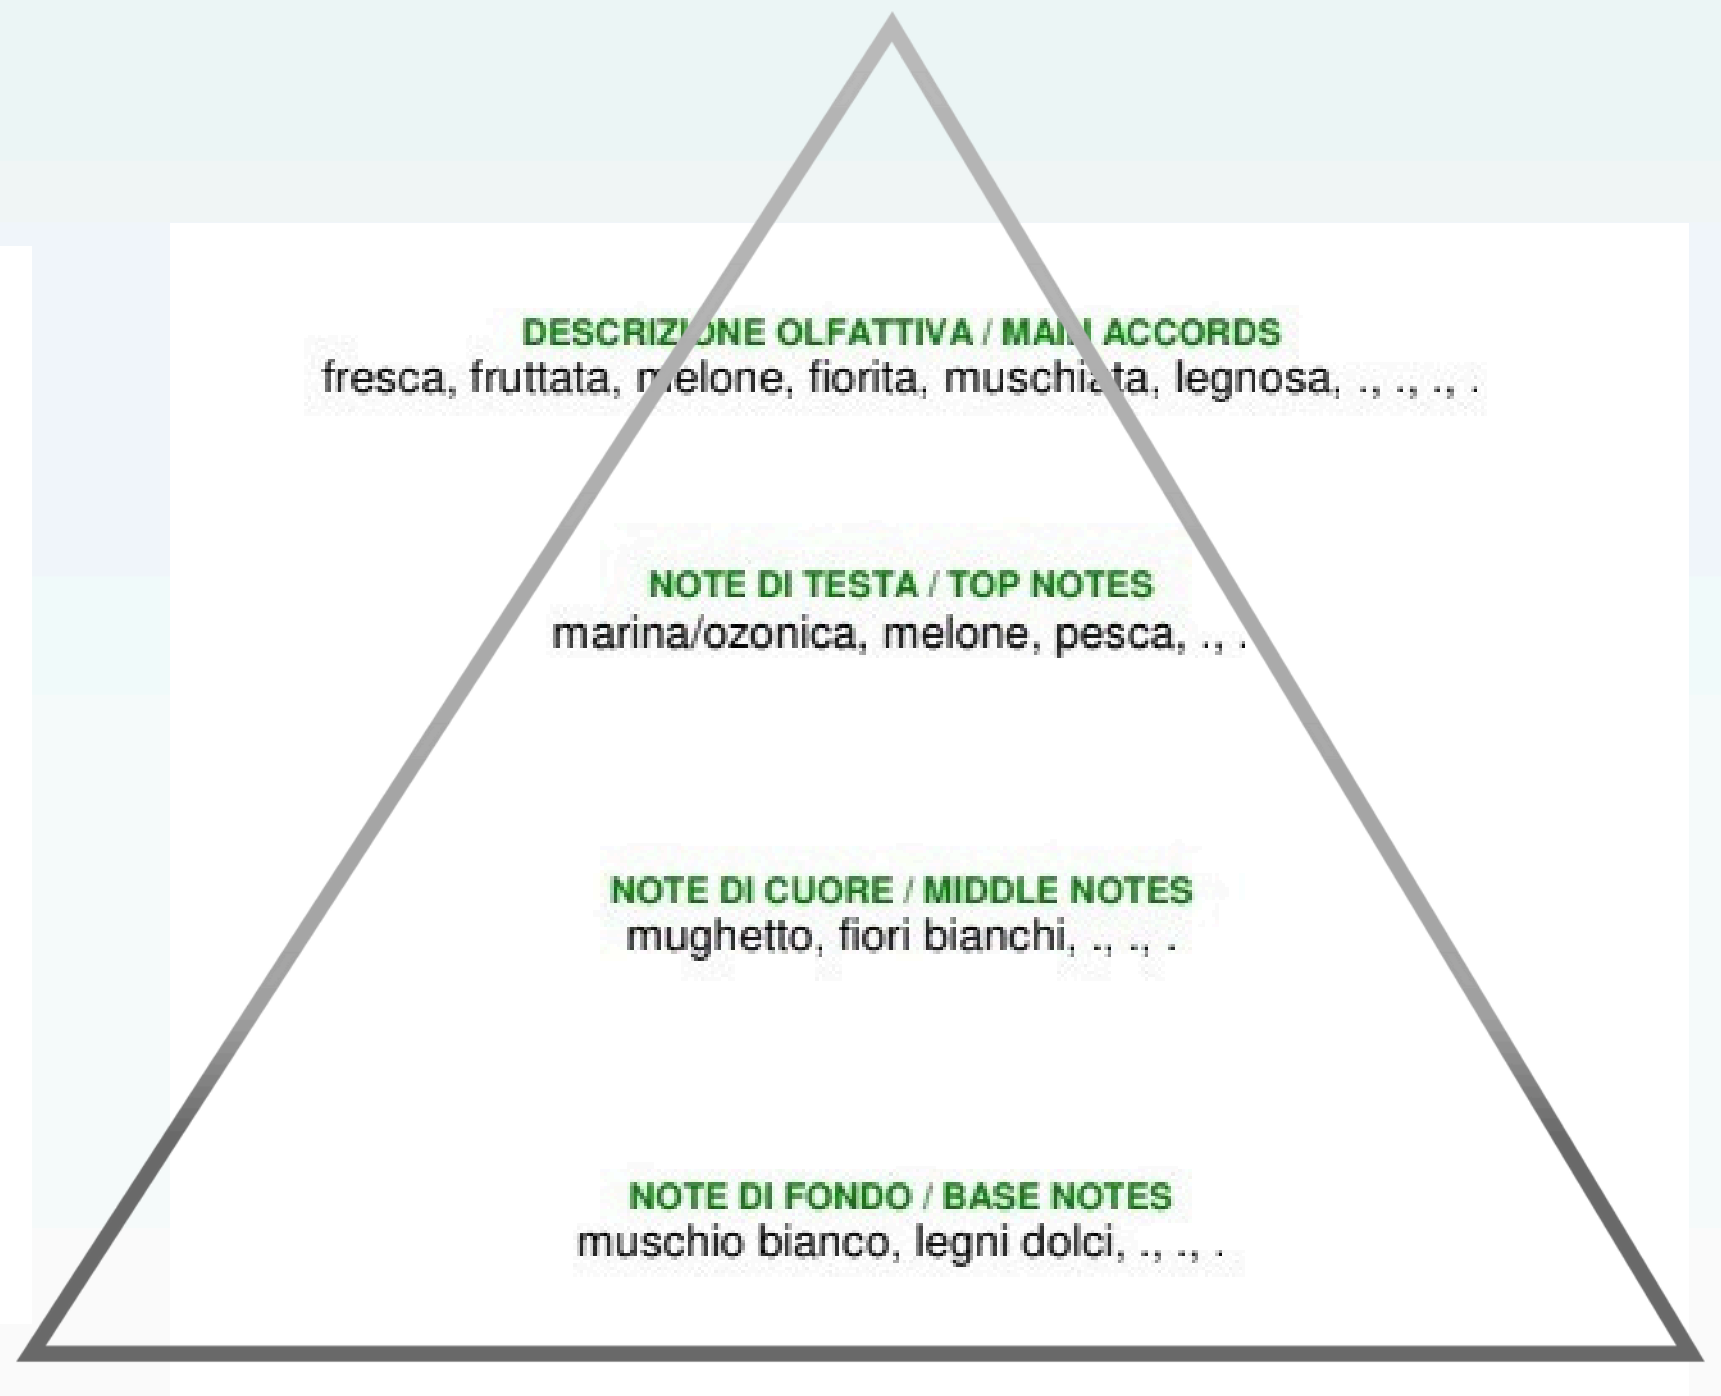 DESCRIZIONE OLFATTIVA / MAIN ACCORDS
fresca, fruttata, melone, fiorita, muschiata, legnosa, ., ., ., .
NOTE DI TESTA / TOP NOTES
marina/ozonica, melone, pesca, ., .
NOTE DI CUORE / MIDDLE NOTES
mughetto, fiori bianchi, ., ., .
NOTE DI FONDO / BASE NOTES
muschio bianco, legni dolci, ., ., .